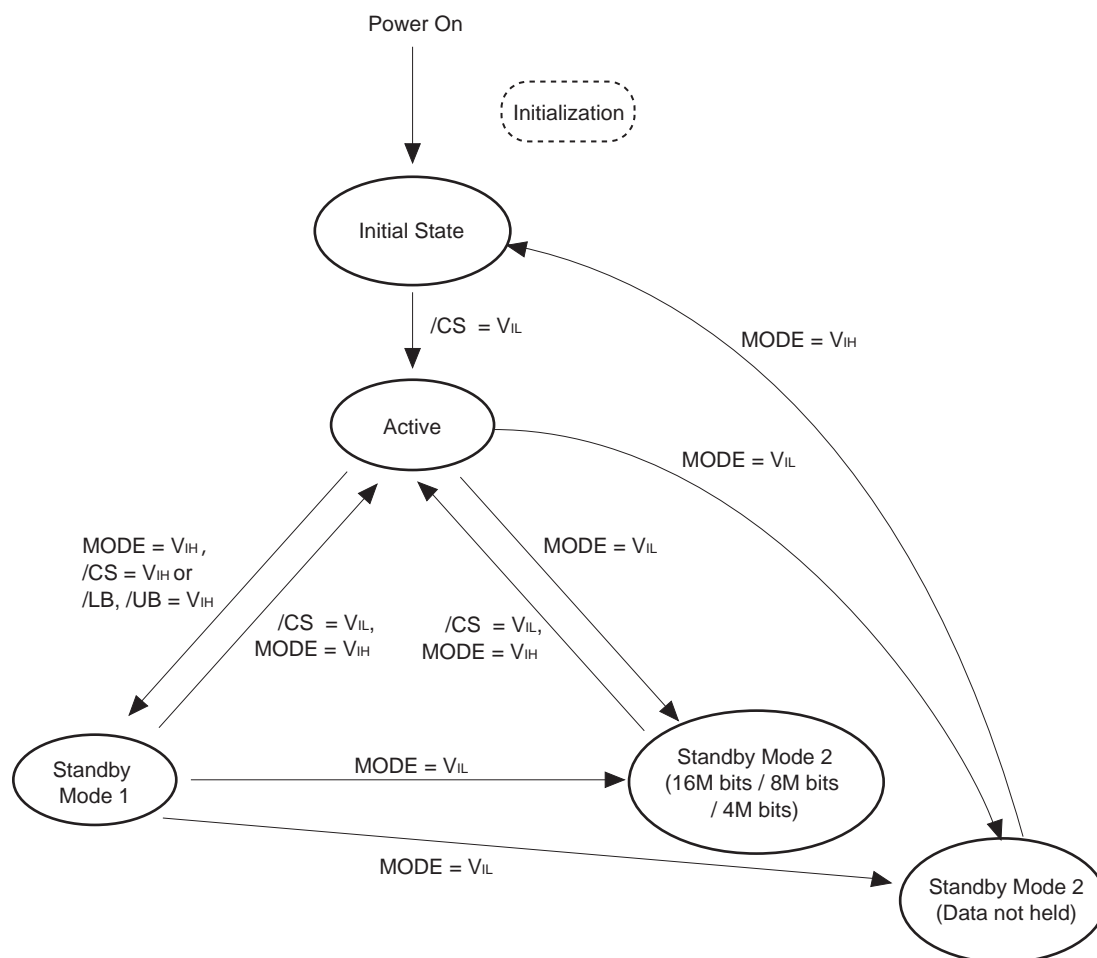 Power On
Initialization
Initial State
/CS = VIL
MODE = VIH
Active
MODE = VIL
MODE = VIH,
/CS = VIH or
/LB, /UB = VIH
MODE = VIL
/CS = VIL,
MODE = VIH
/CS = VIL,
MODE = VIH
Standby
Mode 1
MODE = VIL
Standby Mode 2
(16M bits / 8M bits
/ 4M bits)
MODE = VIL
Standby Mode 2
(Data not held)